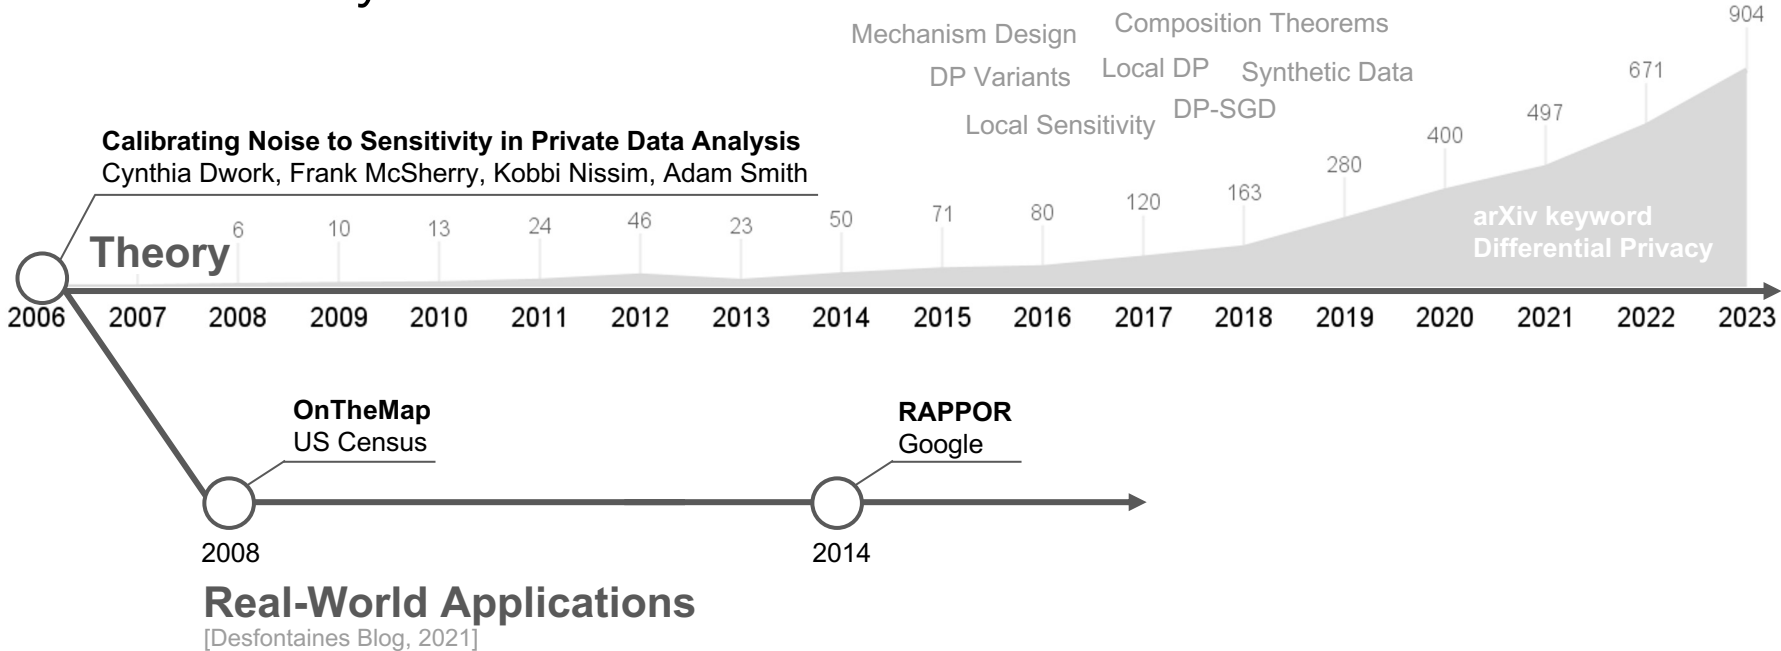 Mechanism Design
Composition Theorems
DP Variants
Local DP
Synthetic Data
Local Sensitivity
DP-SGD
Calibrating Noise to Sensitivity in Private Data Analysis
Cynthia Dwork, Frank McSherry, Kobbi Nissim, Adam Smith
Theory
6 10 13 24 46 23 50 71 80 120 163 280 400 497 671 904
arXiv keyword
Differential Privacy
2006 2007 2008 2009 2010 2011 2012 2013 2014 2015 2016 2017 2018 2019 2020 2021 2022 2023
OnTheMap
US Census
RAPPOR
Google
2008
2014
Real-World Applications
[Desfontaines Blog, 2021]